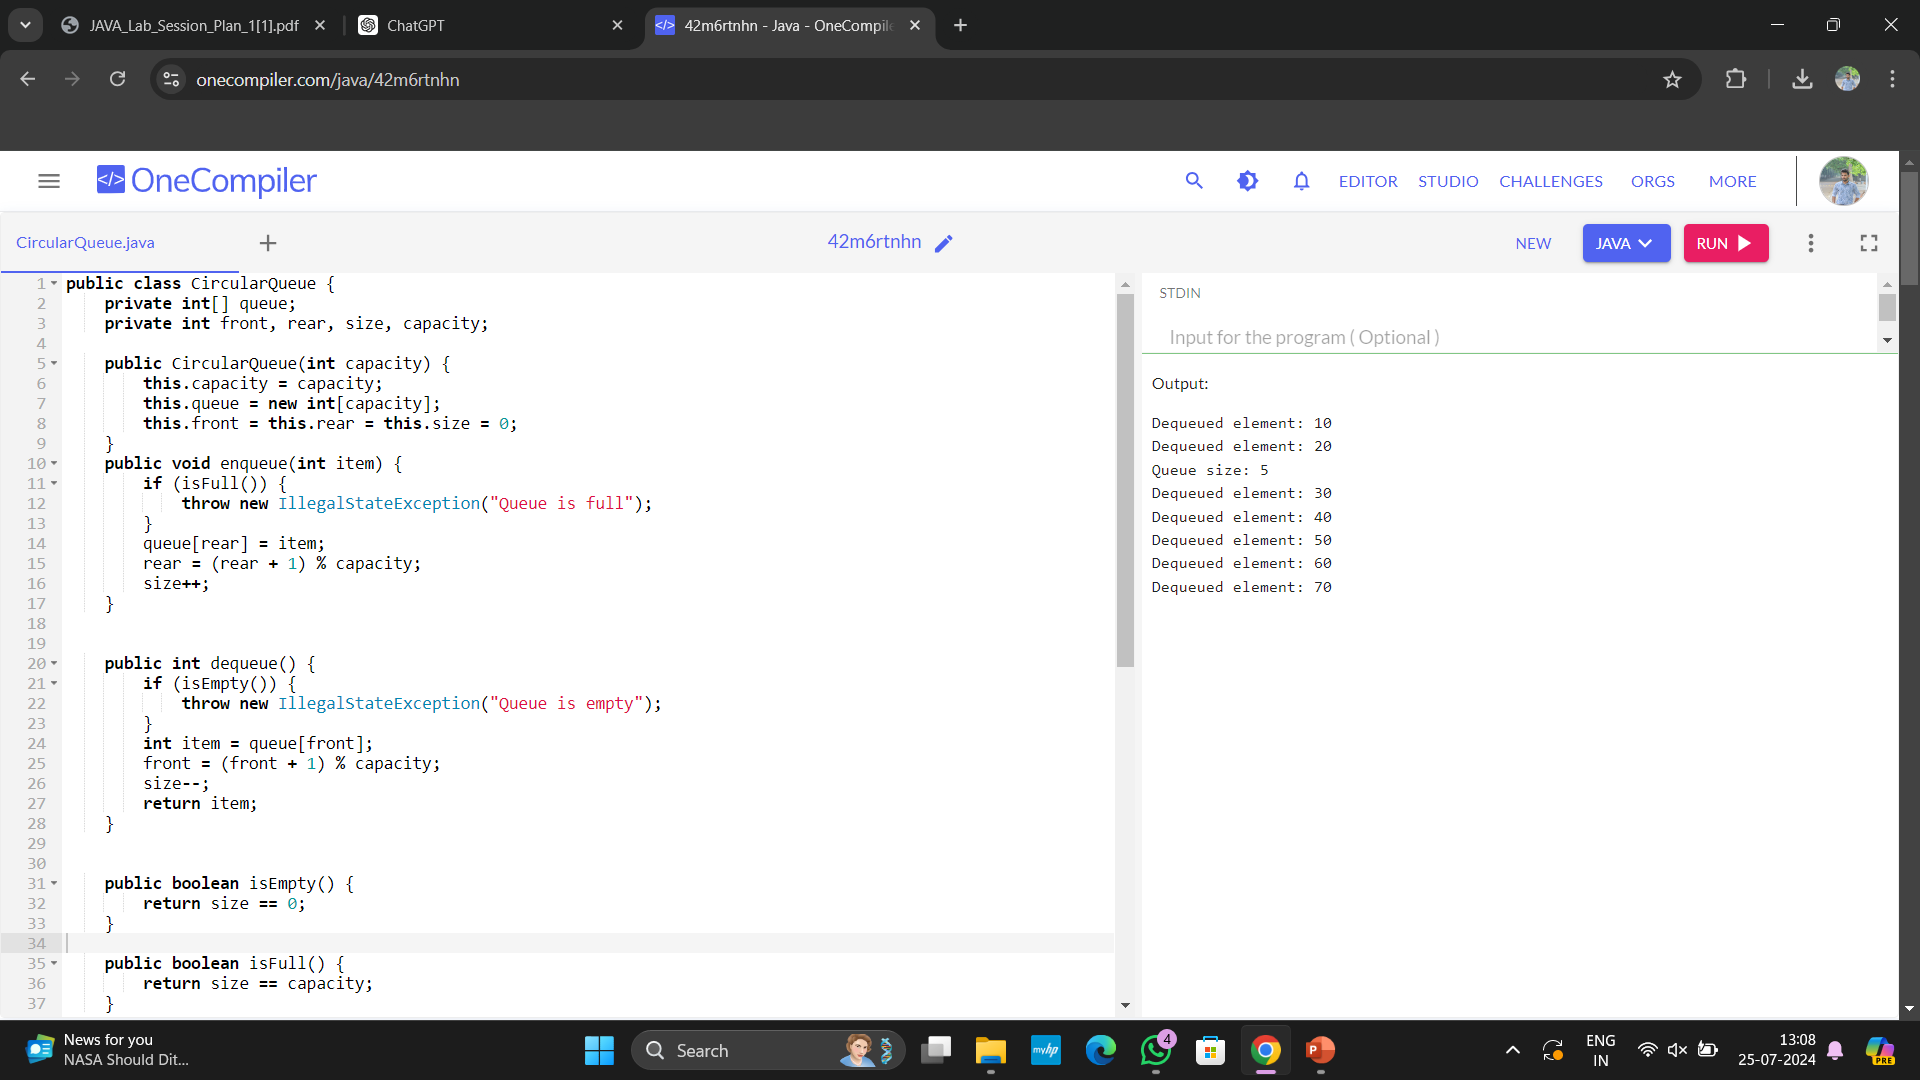 JAVA_Lab_Session_Plan_1[1].pdf
ChatGPT
42m6rtnhn - Java - OneCompile
onecompiler.com/java/42m6rtnhn
</> OneCompiler
EDITOR STUDIO CHALLENGES ORGS MORE
CircularQueue.java
42m6rtnhn
NEW JAVA RUN
1 public class CircularQueue {
2 private int[] queue;
3 private int front, rear, size, capacity;
4
5 public CircularQueue(int capacity) {
6 this.capacity = capacity;
7 this.queue = new int[capacity];
8 this.front = this.rear = this.size = 0;
9 }
10 public void enqueue(int item) {
11 if (isFull()) {
12 throw new IllegalStateException("Queue is full");
13 }
14 queue[rear] = item;
15 rear = (rear + 1) % capacity;
16 size++;
17 }
18
19
20 public int dequeue() {
21 if (isEmpty()) {
22 throw new IllegalStateException("Queue is empty");
23 }
24 int item = queue[front];
25 front = (front + 1) % capacity;
26 size--;
27 return item;
28 }
29
30
31 public boolean isEmpty() {
32 return size == 0;
33 }
34
35 public boolean isFull() {
36 return size == capacity;
37 }
STDIN
Input for the program ( Optional )
Output:
Dequeued element: 10
Dequeued element: 20
Queue size: 5
Dequeued element: 30
Dequeued element: 40
Dequeued element: 50
Dequeued element: 60
Dequeued element: 70
News for you
NASA Should Dit...
Search
myhp
4
P
ENG
IN
13:08
25-07-2024
PRE